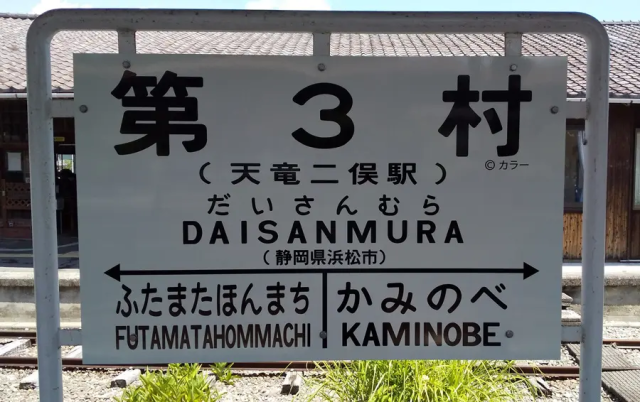 第3村
© カラー
(天竜二俣駅)
だいさんむら
DAISANMURA
(静岡県浜松市)
ふたまたほんまち かみのべ
FUTAMATAHOMMACHI KAMINOBE